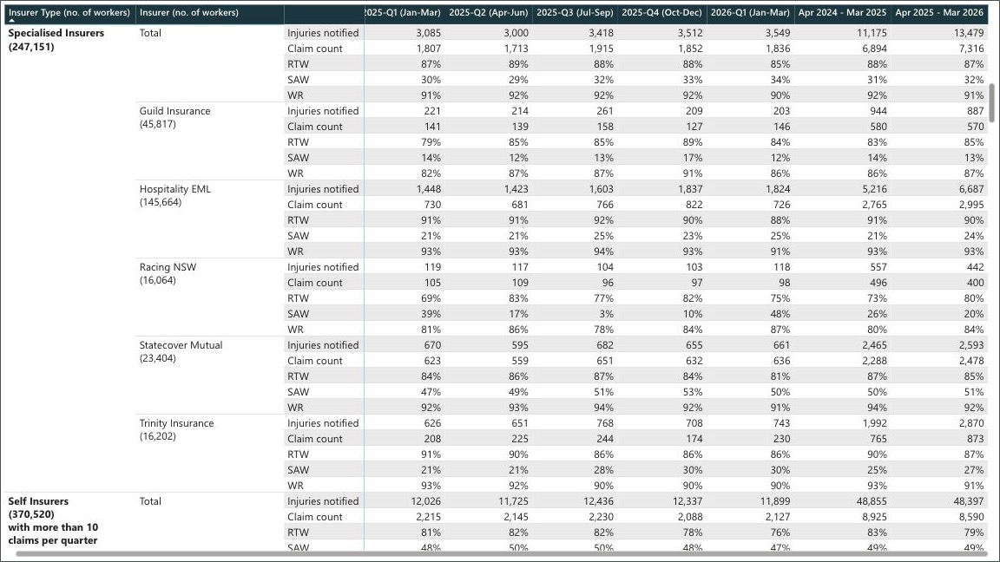 Insurer Type (no. of workers) Insurer (no. of workers) 2025-Q1 (Jan-Mar) 2025-Q2 (Apr-Jun) 2025-Q3 (Jul-Sep) 2025-Q4 (Oct-Dec) 2026-Q1 (Jan-Mar) Apr 2024 - Mar 2025 Apr 2025 - Mar 2026
Specialised Insurers Total Injuries notified 3,085 3,000 3,418 3,512 3,549 11,175 13,479
(247,151) Claim count 1,807 1,713 1,915 1,852 1,836 6,894 7,316
RTW 87% 89% 88% 88% 85% 88% 87%
SAW 30% 29% 32% 33% 34% 31% 32%
WR 91% 92% 92% 92% 90% 92% 91%
Guild Insurance Injuries notified 221 214 261 209 203 944 887
(45,817) Claim count 141 139 158 127 146 580 570
RTW 79% 85% 85% 89% 84% 83% 85%
SAW 14% 12% 13% 17% 12% 14% 13%
WR 82% 87% 87% 91% 86% 86% 87%
Hospitality EML Injuries notified 1,448 1,423 1,603 1,837 1,824 5,216 6,687
(145,664) Claim count 730 681 766 822 726 2,765 2,995
RTW 91% 91% 92% 90% 88% 91% 90%
SAW 21% 21% 25% 23% 25% 21% 24%
WR 93% 93% 94% 93% 91% 93% 93%
Racing NSW Injuries notified 119 117 104 103 118 557 442
(16,064) Claim count 105 109 96 97 98 496 400
RTW 69% 83% 77% 82% 75% 73% 80%
SAW 39% 17% 3% 10% 48% 26% 20%
WR 81% 86% 78% 84% 87% 80% 84%
Statecover Mutual Injuries notified 670 595 682 655 661 2,465 2,593
(23,404) Claim count 623 559 651 632 636 2,288 2,478
RTW 84% 86% 87% 84% 81% 87% 85%
SAW 47% 49% 51% 53% 50% 50% 51%
WR 92% 93% 94% 92% 91% 94% 92%
Trinity Insurance Injuries notified 626 651 768 708 743 1,992 2,870
(16,202) Claim count 208 225 244 174 230 765 873
RTW 91% 90% 86% 86% 86% 90% 87%
SAW 21% 21% 28% 30% 30% 25% 27%
WR 93% 92% 90% 90% 90% 93% 91%
Self Insurers Total Injuries notified 12,026 11,725 12,436 12,337 11,899 48,855 48,397
(370,520) Claim count 2,215 2,145 2,230 2,088 2,127 8,925 8,590
with more than 10 RTW 81% 82% 82% 78% 76% 83% 79%
claims per quarter SAW 48% 50% 50% 48% 47% 49% 49%